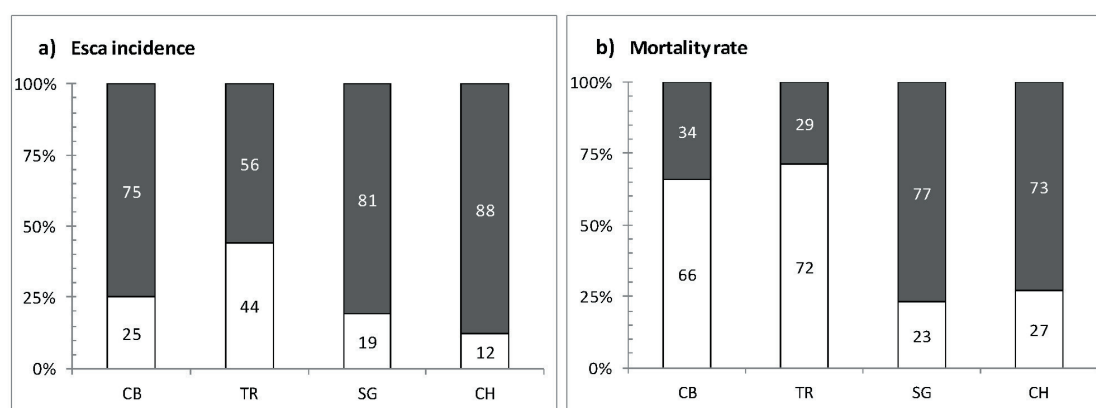 a) Esca incidence
100%
75%
50%
25%
0%
75
56
81
88
25
44
19
12
CB
TR
SG
CH
b) Mortality rate
100%
75%
50%
25%
0%
34
29
77
73
66
72
23
27
CB
TR
SG
CH